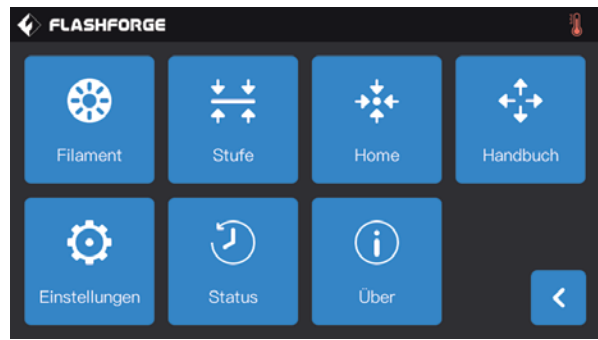 FLASHFORGE
Filament
Stufe
Home
Handbuch
Einstellungen
Status
Über